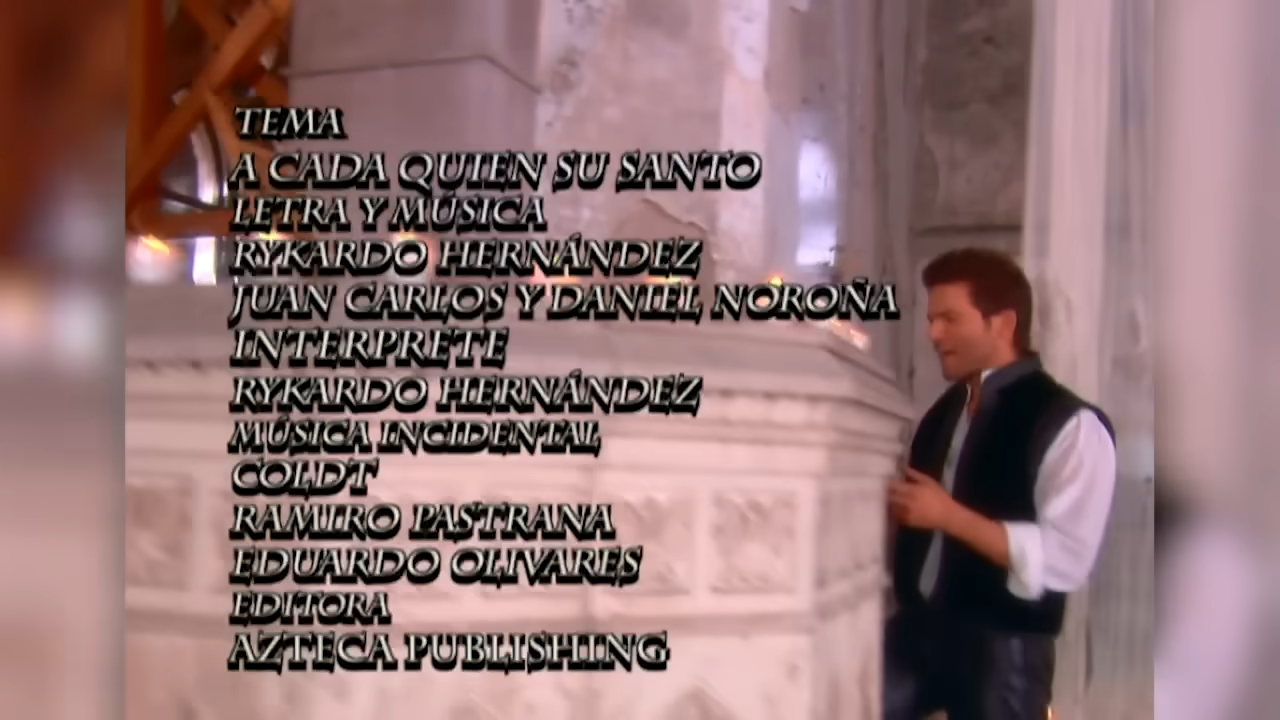 TEMA
A CADA QUIEN SU SANTO
LETRA Y MÚSICA
RYKARDO HERNÁNDEZ
JUAN CARLOS Y DANIEL NOROÑA
INTERPRETE
RYKARDO HERNÁNDEZ
MÚSICA INCIDENTAL
COLDT
RAMIRO PASTRANA
EDUARDO OLIVARES
EDITORA
AZTECA PUBLISHING